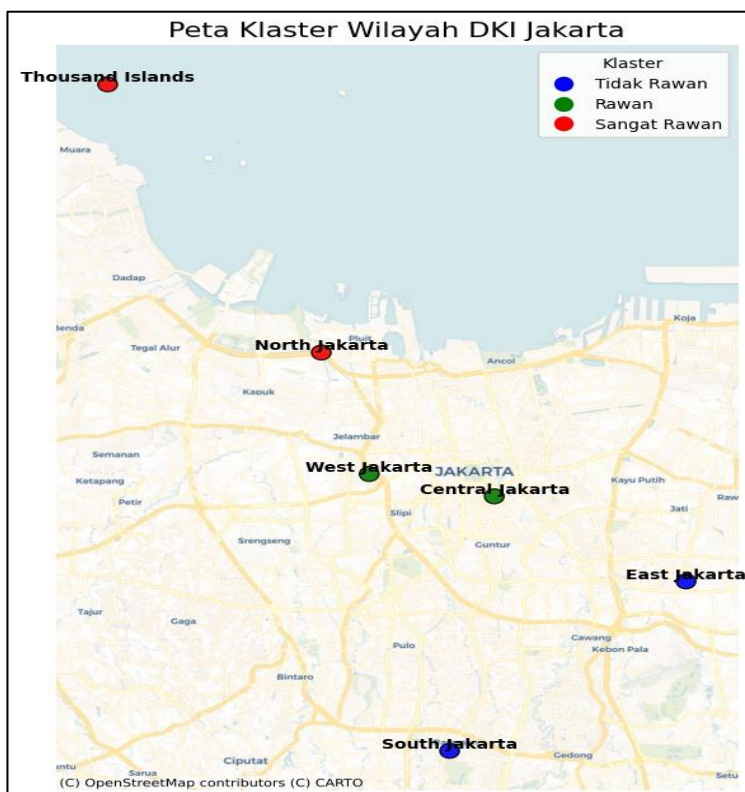 Peta Klaster Wilayah DKI Jakarta
Thousand Islands
Klaster
Tidak Rawan
Rawan
Sangat Rawan
Muara
Dadap
Koja
Tegal Alur
North Jakarta
Pluit
Ancol
Kapuk
Jelambar
Semanan
West Jakarta
JAKARTA
Ketapang
Central Jakarta
Kayu Putih
Petir
Jati
Slipi
Srengseng
Guntur
East Jakarta
Tajur
Gaga
Cawang
Pulo
Kebon Pala
Bintaro
South Jakarta
Ciputat
Gedong
Sarua
Setu
(C) OpenStreetMap contributors (C) CARTO